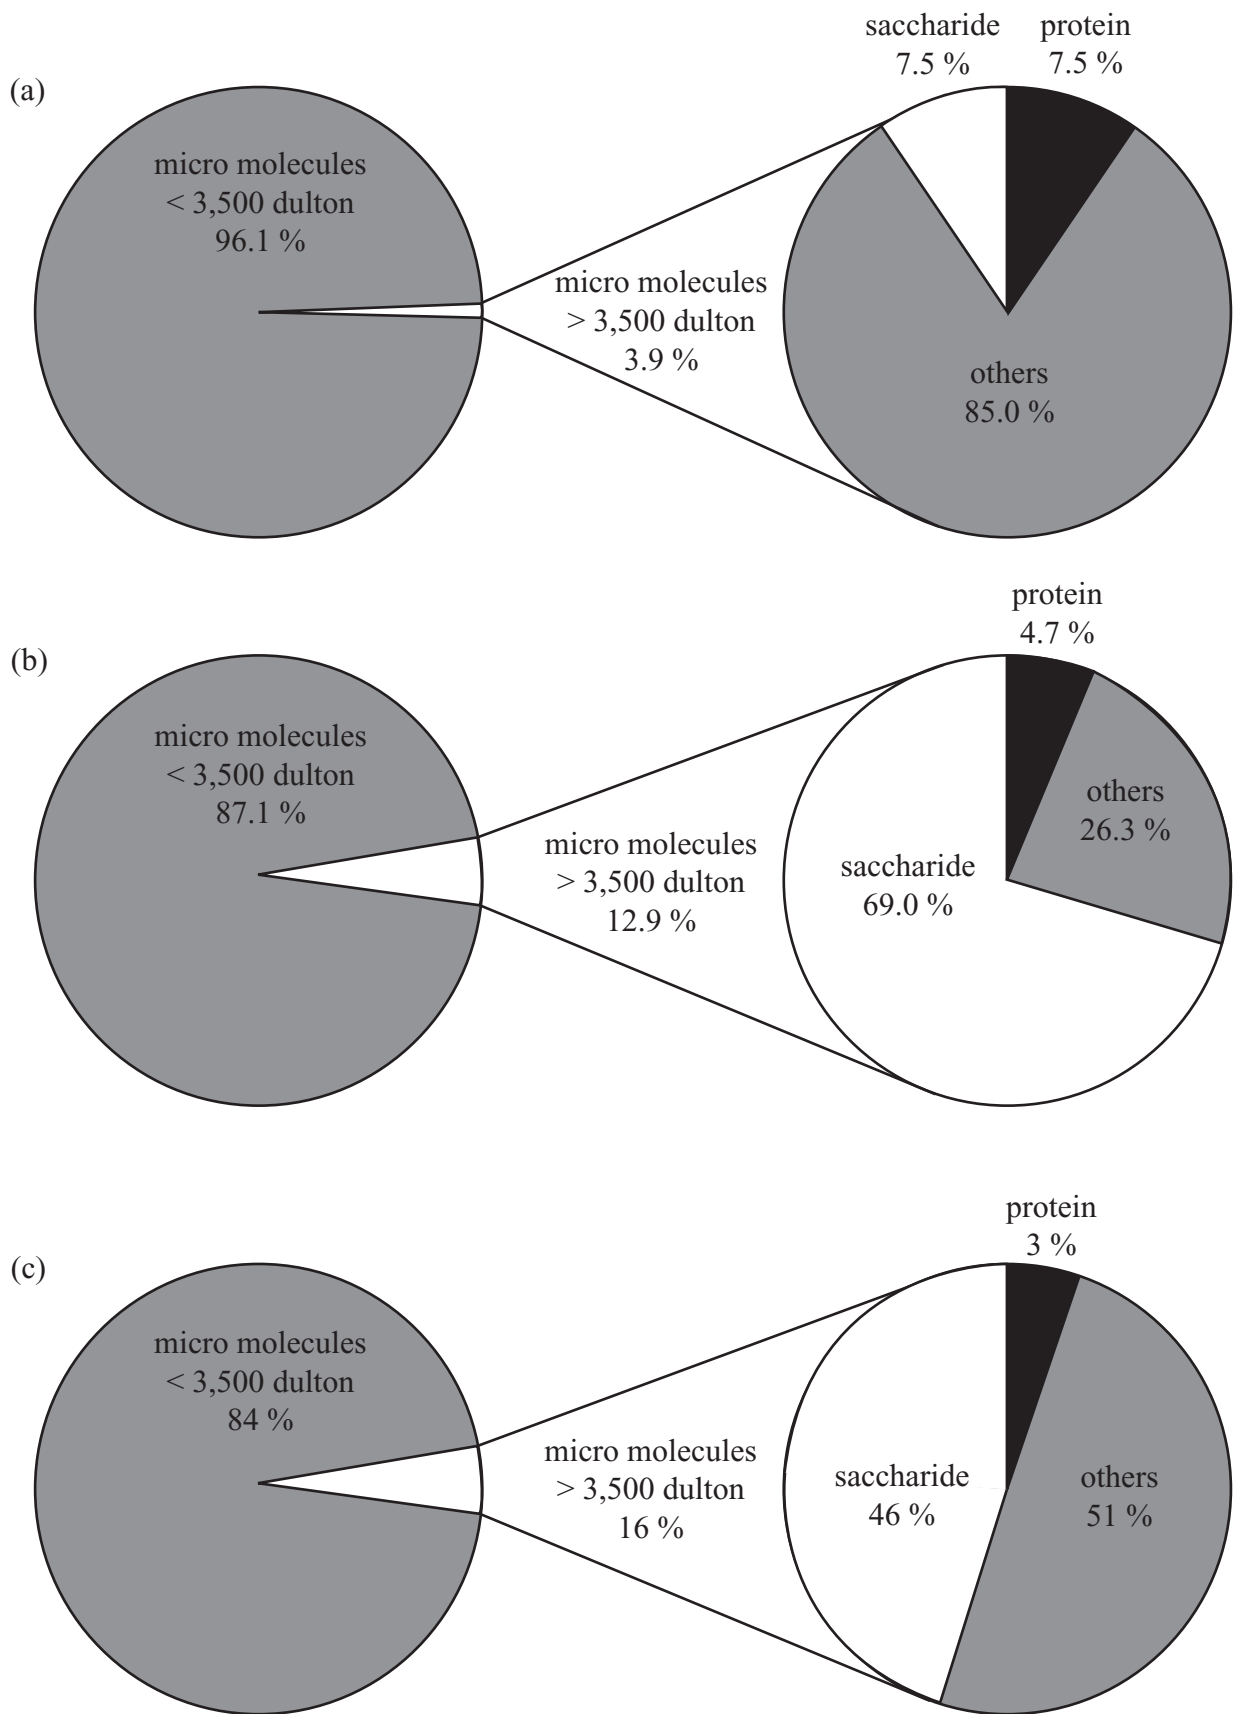 (a)
micro molecules
< 3,500 dulton
96.1 %
micro molecules
> 3,500 dulton
3.9 %
saccharide
7.5 %
protein
7.5 %
others
85.0 %
(b)
micro molecules
< 3,500 dulton
87.1 %
micro molecules
> 3,500 dulton
12.9 %
protein
4.7 %
others
26.3 %
saccharide
69.0 %
(c)
micro molecules
< 3,500 dulton
84 %
micro molecules
> 3,500 dulton
16 %
protein
3 %
saccharide
46 %
others
51 %